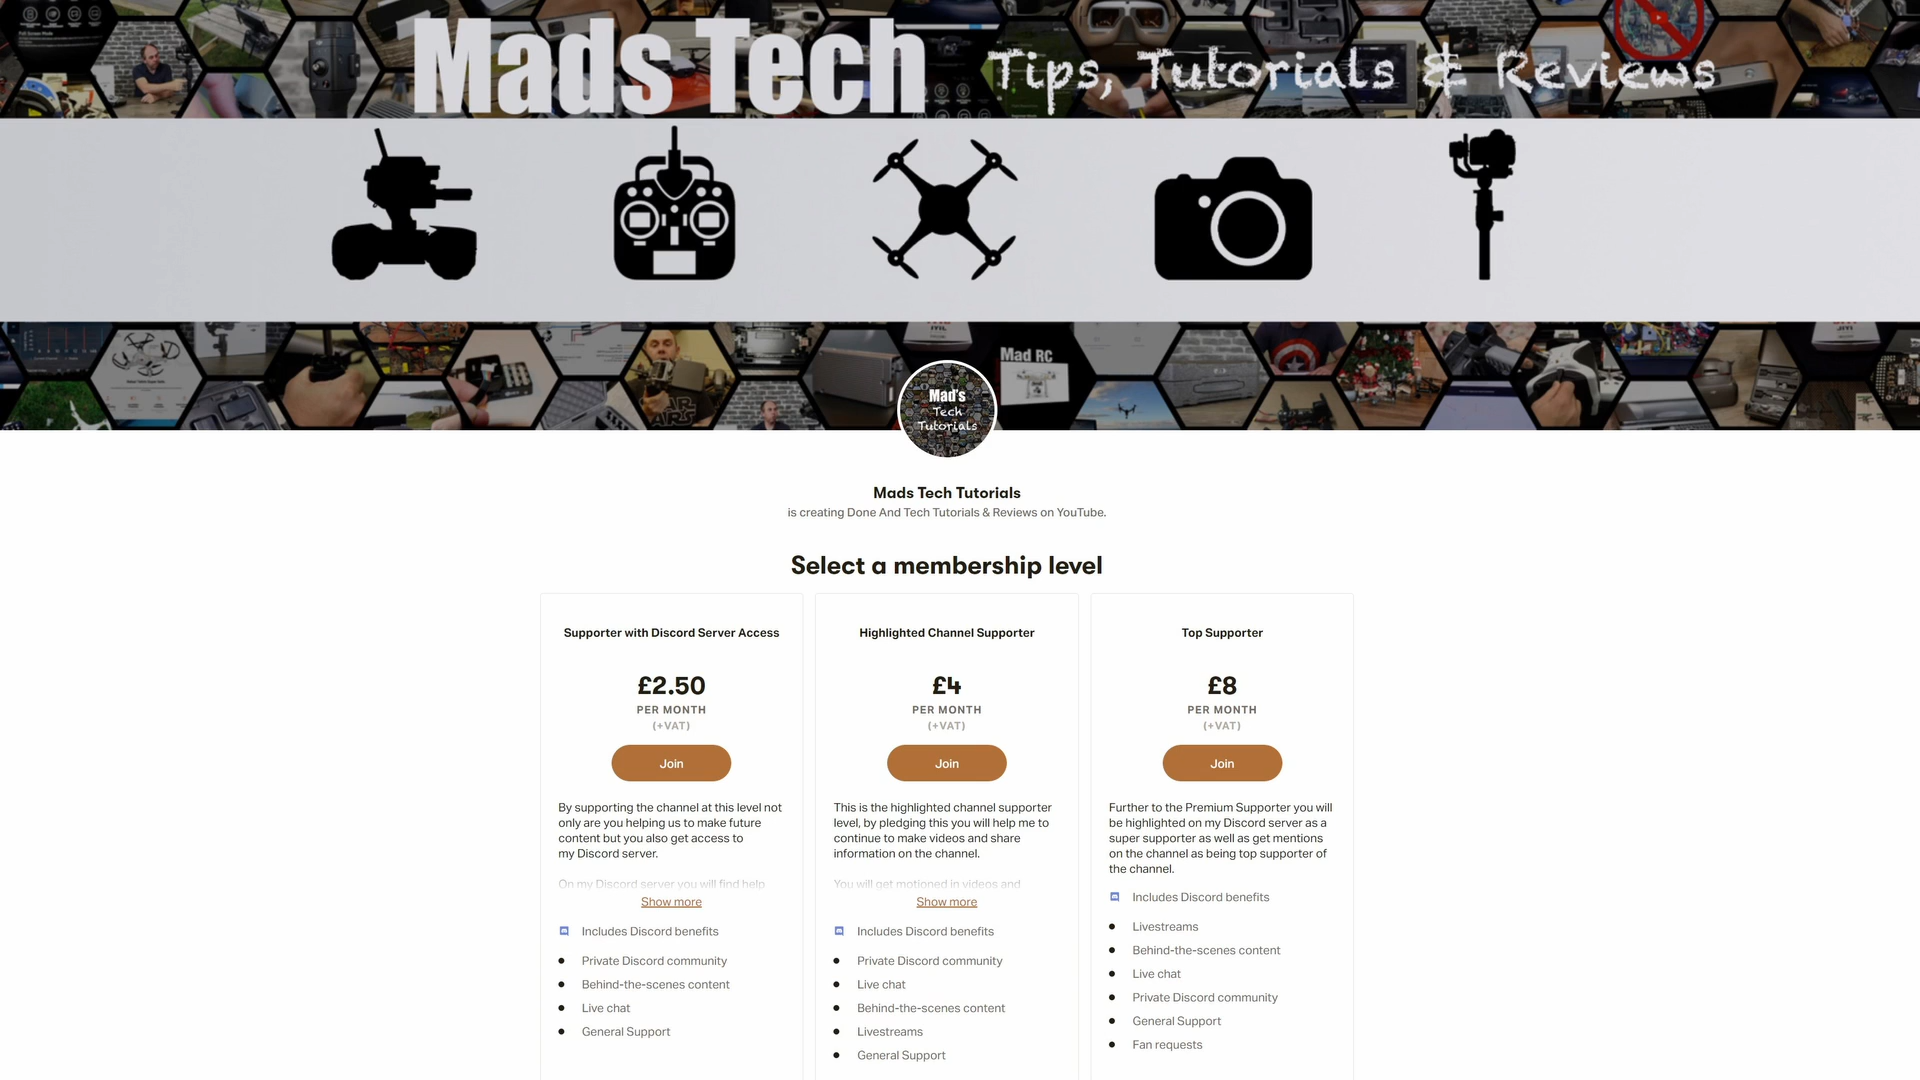 Mads Tech Tips, Tutorials & Reviews
Mad RC
Mad's
Tech
Tutorials
STAR
WARS
Mads Tech Tutorials
is creating Done And Tech Tutorials & Reviews on YouTube.
Select a membership level
Supporter with Discord Server Access
£2.50
PER MONTH
(+VAT)
Join
By supporting the channel at this level not
only are you helping us to make future
content but you also get access to
my Discord server.
On my Discord server you will find help
Show more
Includes Discord benefits
Private Discord community
Behind-the-scenes content
Live chat
General Support
Highlighted Channel Supporter
£4
PER MONTH
(+VAT)
Join
This is the highlighted channel supporter
level, by pledging this you will help me to
continue to make videos and share
information on the channel.
You will get motioned in videos and
Show more
Includes Discord benefits
Private Discord community
Live chat
Behind-the-scenes content
Livestreams
General Support
Top Supporter
£8
PER MONTH
(+VAT)
Join
Further to the Premium Supporter you will
be highlighted on my Discord server as a
super supporter as well as get mentions
on the channel as being top supporter of
the channel.
Includes Discord benefits
Livestreams
Behind-the-scenes content
Live chat
Private Discord community
General Support
Fan requests